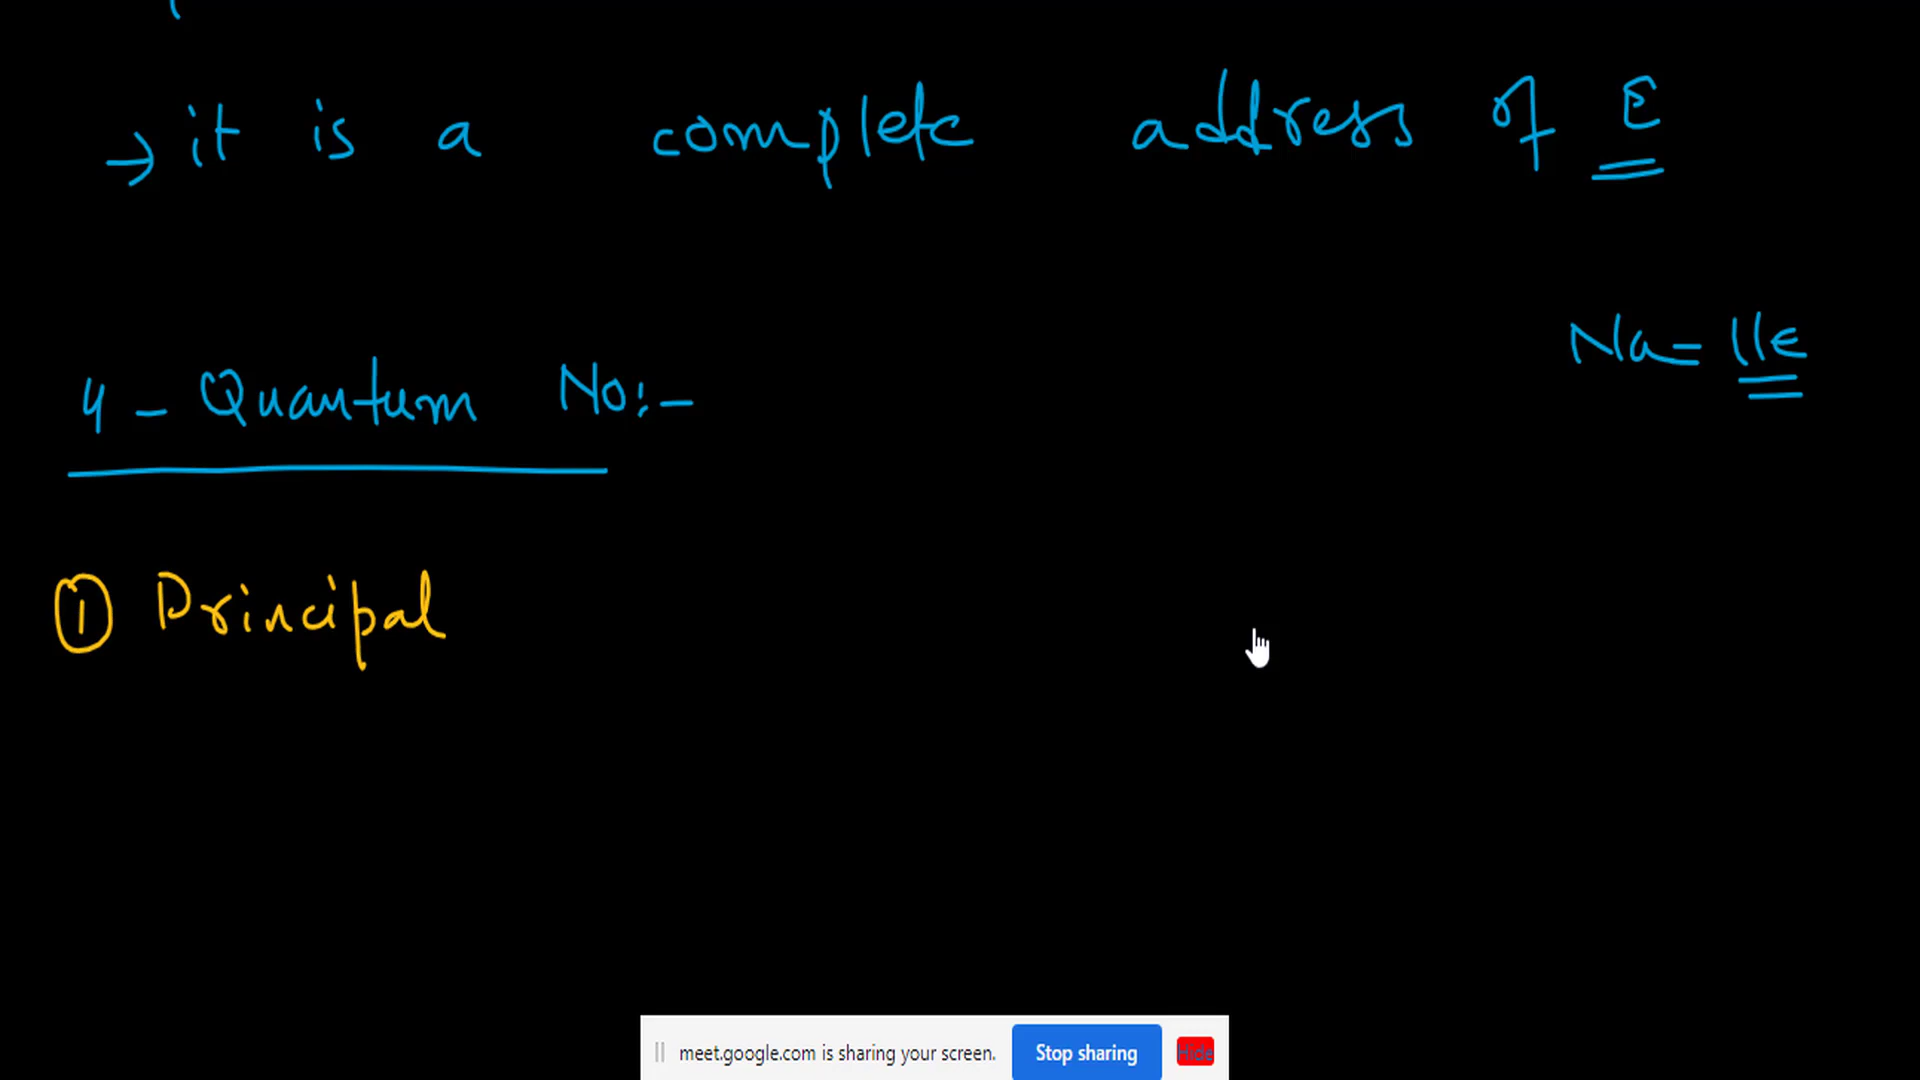 → it is a complete address of E
Na = 11e
4 - Quantum No:-
① Principal
meet.google.com is sharing your screen.
Stop sharing
Hide